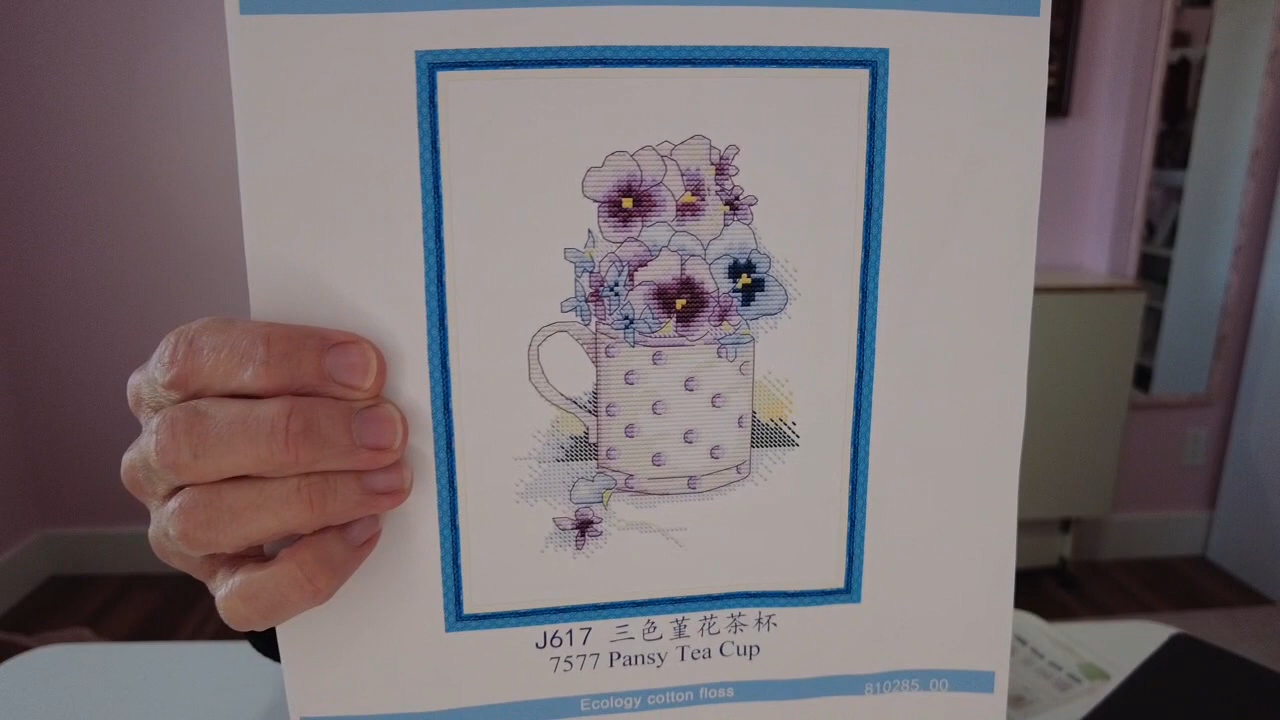 J617 三色堇花茶杯
7577 Pansy Tea Cup
Ecology cotton floss
810285 00